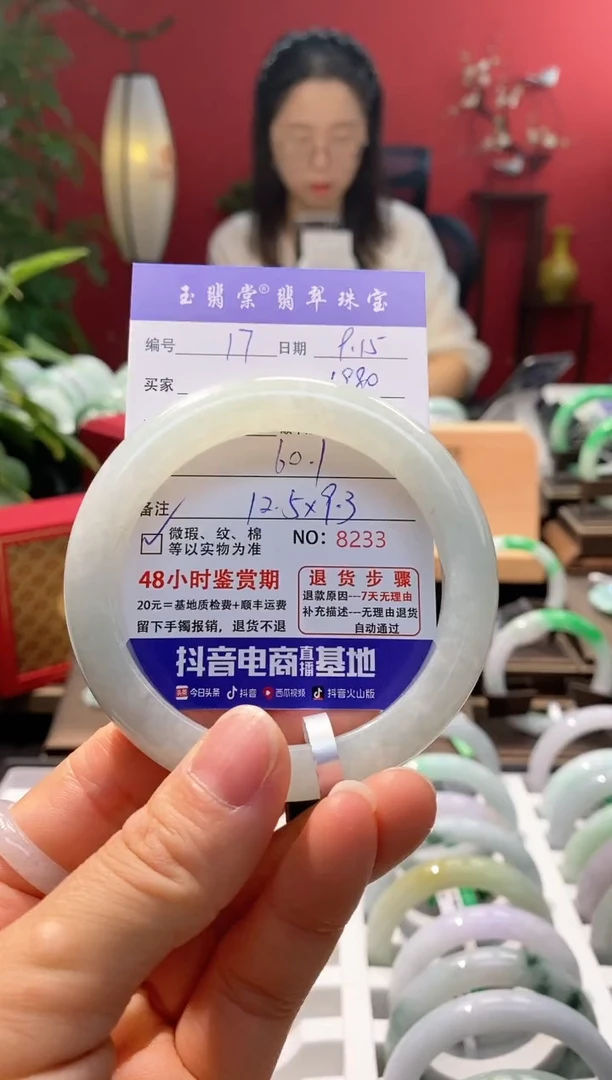 玉翡棠®翡翠珠宝
编号 17 日期 9.15
买家 1980
60.1
备注 12.5x9.3
微瑕、纹、棉
等以实物为准
NO: 8233
48小时鉴赏期
20元=基地质检费+顺丰运费
留下手镯报销，退货不退
退货步骤
退款原因---7天无理由
补充描述---无理由退货
自动通过
抖音电商直播基地
头条 今日头条 抖音 西瓜视频 抖音火山版